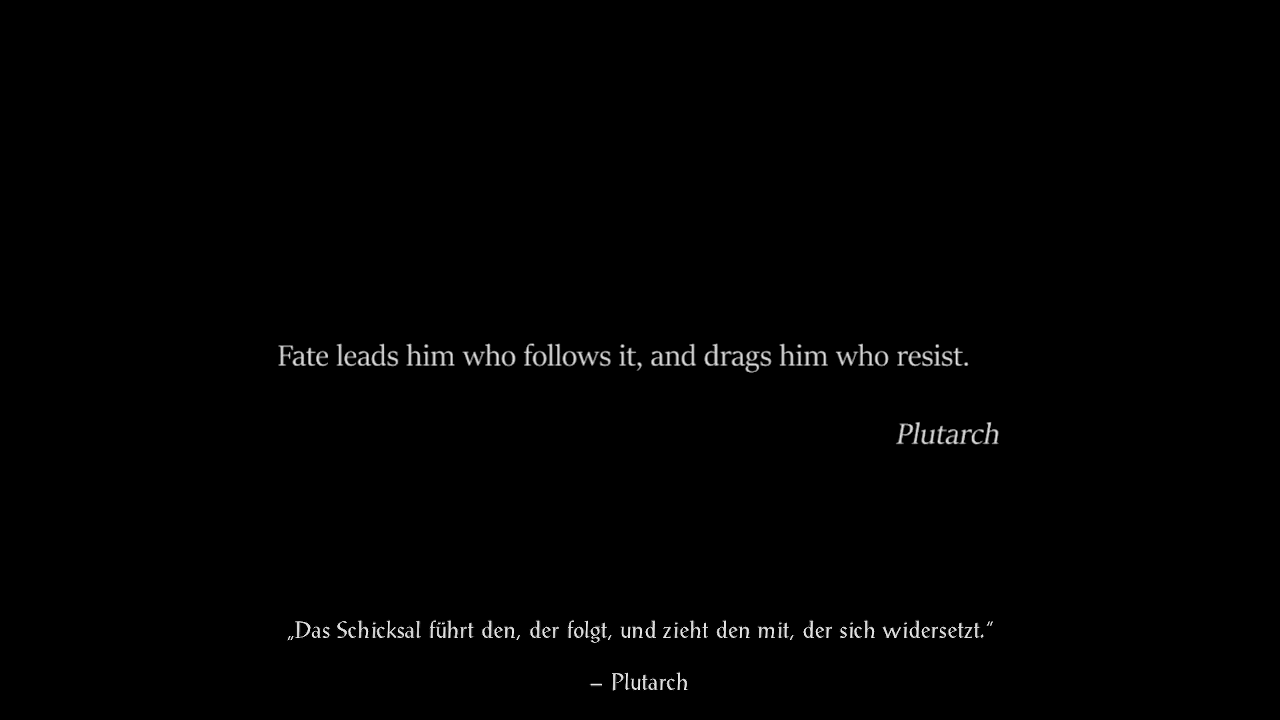 Fate leads him who follows it, and drags him who resist.
Plutarch
„Das Schicksal führt den, der folgt, und zieht den mit, der sich widersetzt.“
– Plutarch